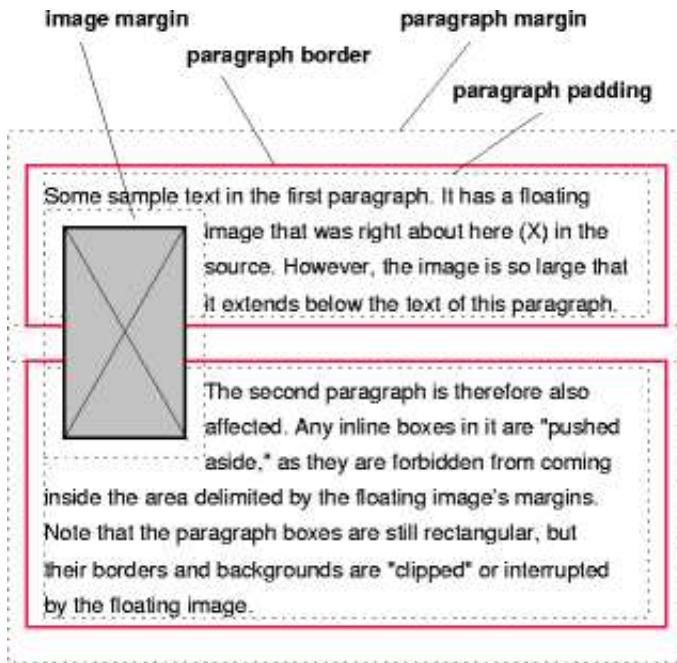 image margin
paragraph margin
paragraph border
paragraph padding
Some sample text in the first paragraph. It has a floating
image that was right about here (X) in the
source. However, the image is so large that
it extends below the text of this paragraph.
The second paragraph is therefore also
affected. Any inline boxes in it are "pushed
aside," as they are forbidden from coming
inside the area delimited by the floating image's margins.
Note that the paragraph boxes are still rectangular, but
their borders and backgrounds are "clipped" or interrupted
by the floating image.